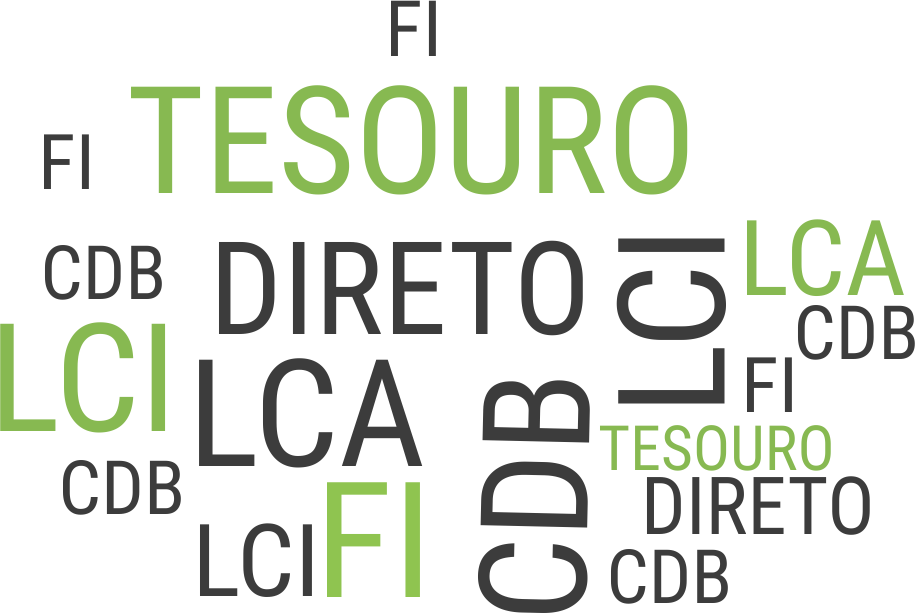 FI
TESOURO
FI
CDB
DIRETO
LCI
LCA
CDB
LCI
LCA
FI
CDB
TESOURO
CDB
FI
DIRETO
LCI
CDB